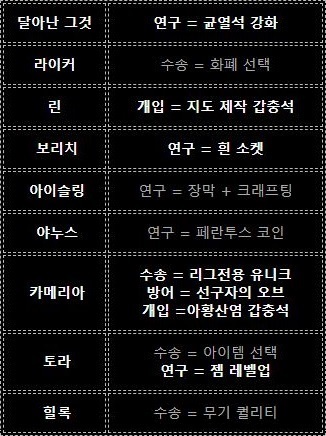 달아난 그것 연구 = 균열석 강화
라이커 수송 = 화폐 선택
린 개입 = 지도 제작 갑충석
보리치 연구 = 흰 소켓
아이슬링 연구 = 장막 + 크래프팅
야누스 연구 = 페란투스 코인
카메리아 수송 = 리그전용 유니크
방어 = 선구자의 오브
개입 =아황산염 갑충석
토라 수송 = 아이템 선택
연구 = 젬 레벨업
힐록 수송 = 무기 퀄리티